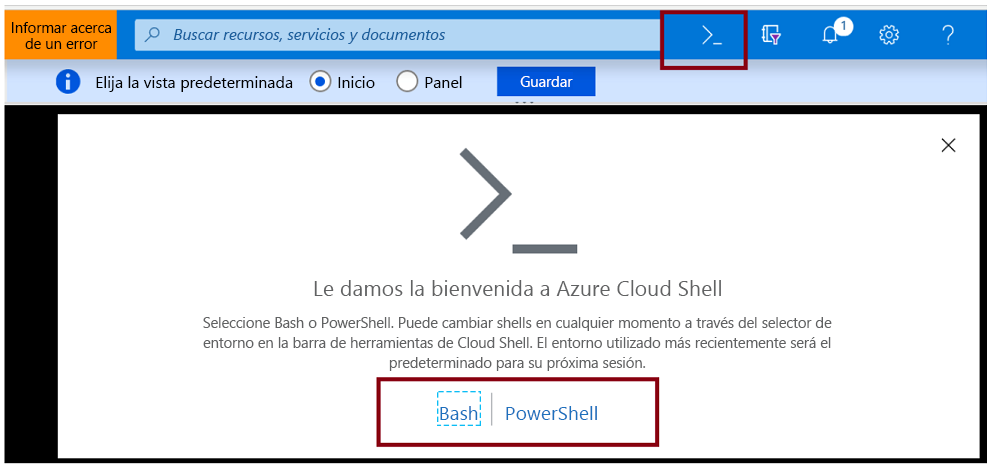 Informar acerca
de un error
Buscar recursos, servicios y documentos
>_
1
?
i Elija la vista predeterminada Inicio Panel Guardar
>_
Le damos la bienvenida a Azure Cloud Shell
Seleccione Bash o PowerShell. Puede cambiar shells en cualquier momento a través del selector de
entorno en la barra de herramientas de Cloud Shell. El entorno utilizado más recientemente será el
predeterminado para su próxima sesión.
Bash PowerShell